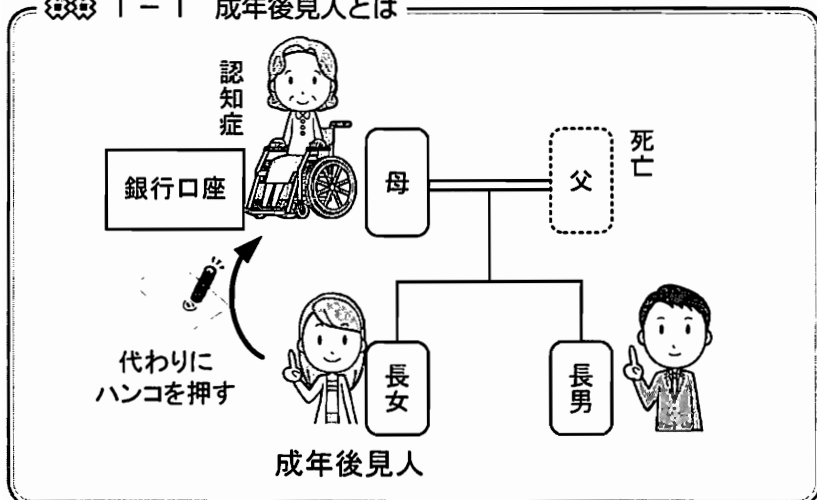 1－1　成年後見人とは
認知症
銀行口座
母
父
死亡
代わりに
ハンコを押す
長女
長男
成年後見人